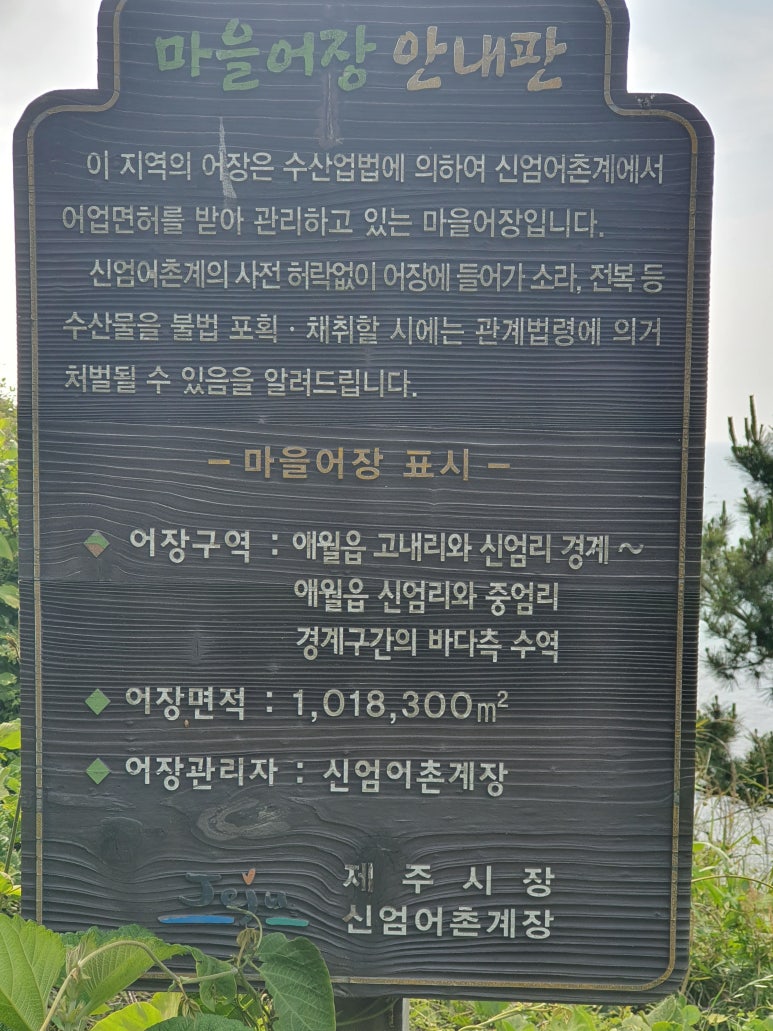 마을어장 안내판
이 지역의 어장은 수산업법에 의하여 신엄어촌계에서
어업면허를 받아 관리하고 있는 마을어장입니다.
신엄어촌계의 사전 허락없이 어장에 들어가 소라, 전복 등
수산물을 불법 포획·채취할 시에는 관계법령에 의거
처벌될 수 있음을 알려드립니다.
- 마을어장 표시 -
어장구역 : 애월읍 고내리와 신엄리 경계 ~
애월읍 신엄리와 중엄리
경계구간의 바다측 수역
어장면적 : 1,018,300㎡
어장관리자 : 신엄어촌계장
Jeju 제 주 시 장
신엄어촌계장